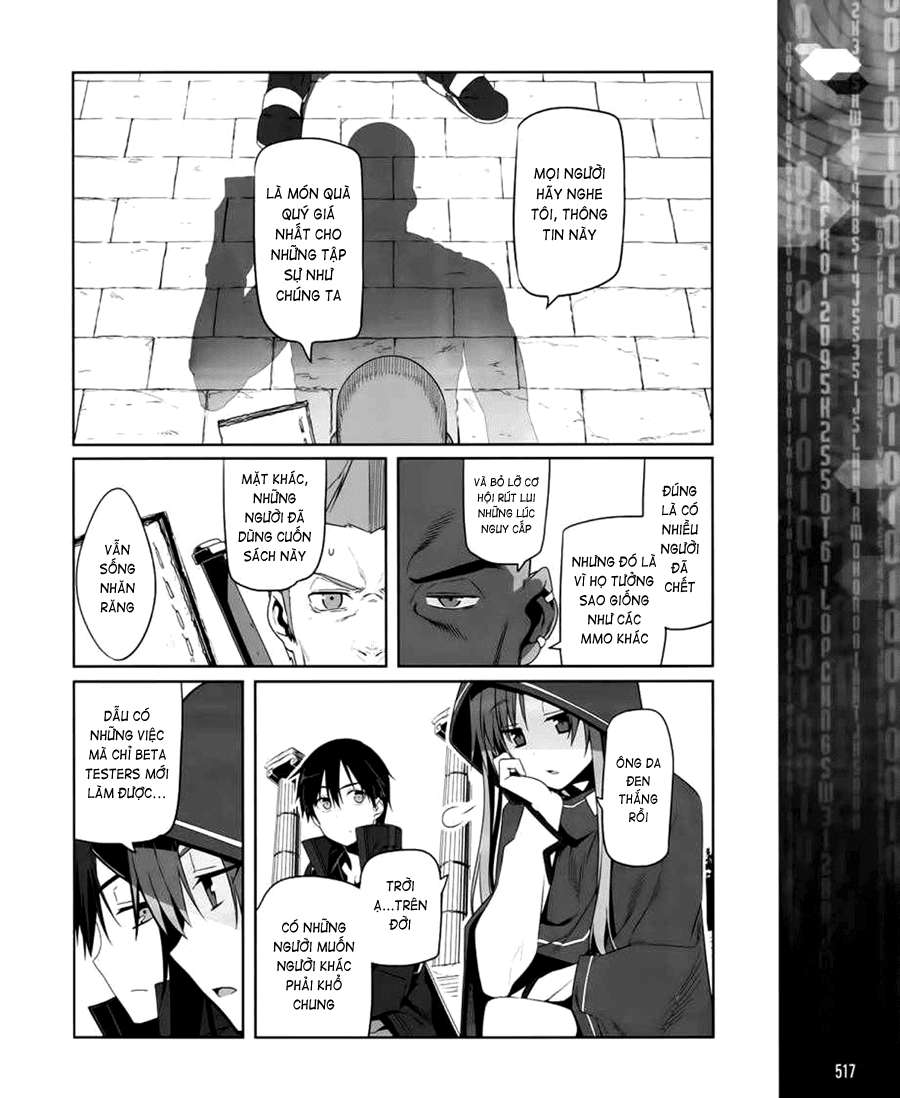 MỌI NGƯỜI
HÃY NGHE
TÔI, THÔNG
TIN NÀY
LÀ MÓN QUÀ
QUÝ GIÁ
NHẤT CHO
NHỮNG TẬP
SỰ NHƯ
CHÚNG TA
ĐÚNG
LÀ CÓ
NHIỀU
NGƯỜI
ĐÃ
CHẾT
NHƯNG ĐÓ LÀ
VÌ HỌ TƯỞNG
SAO GIỐNG
NHƯ CÁC
MMO KHÁC
VÀ BỎ LỠ CƠ
HỘI RÚT LUI
NHỮNG LÚC
NGUY CẤP
MẶT KHÁC,
NHỮNG
NGƯỜI ĐÃ
DÙNG CUỐN
SÁCH NÀY
VẪN
SỐNG
NHĂN
RĂNG
ÔNG DA
ĐEN
THẮNG
RỒI
TRỜI
Ạ...TRÊN
ĐỜI
CÓ NHỮNG
NGƯỜI MUỐN
NGƯỜI KHÁC
PHẢI KHỔ
CHUNG
DẪU CÓ
NHỮNG VIỆC
MÀ CHỈ BETA
TESTERS MỚI
LÀM ĐƯỢC...
517